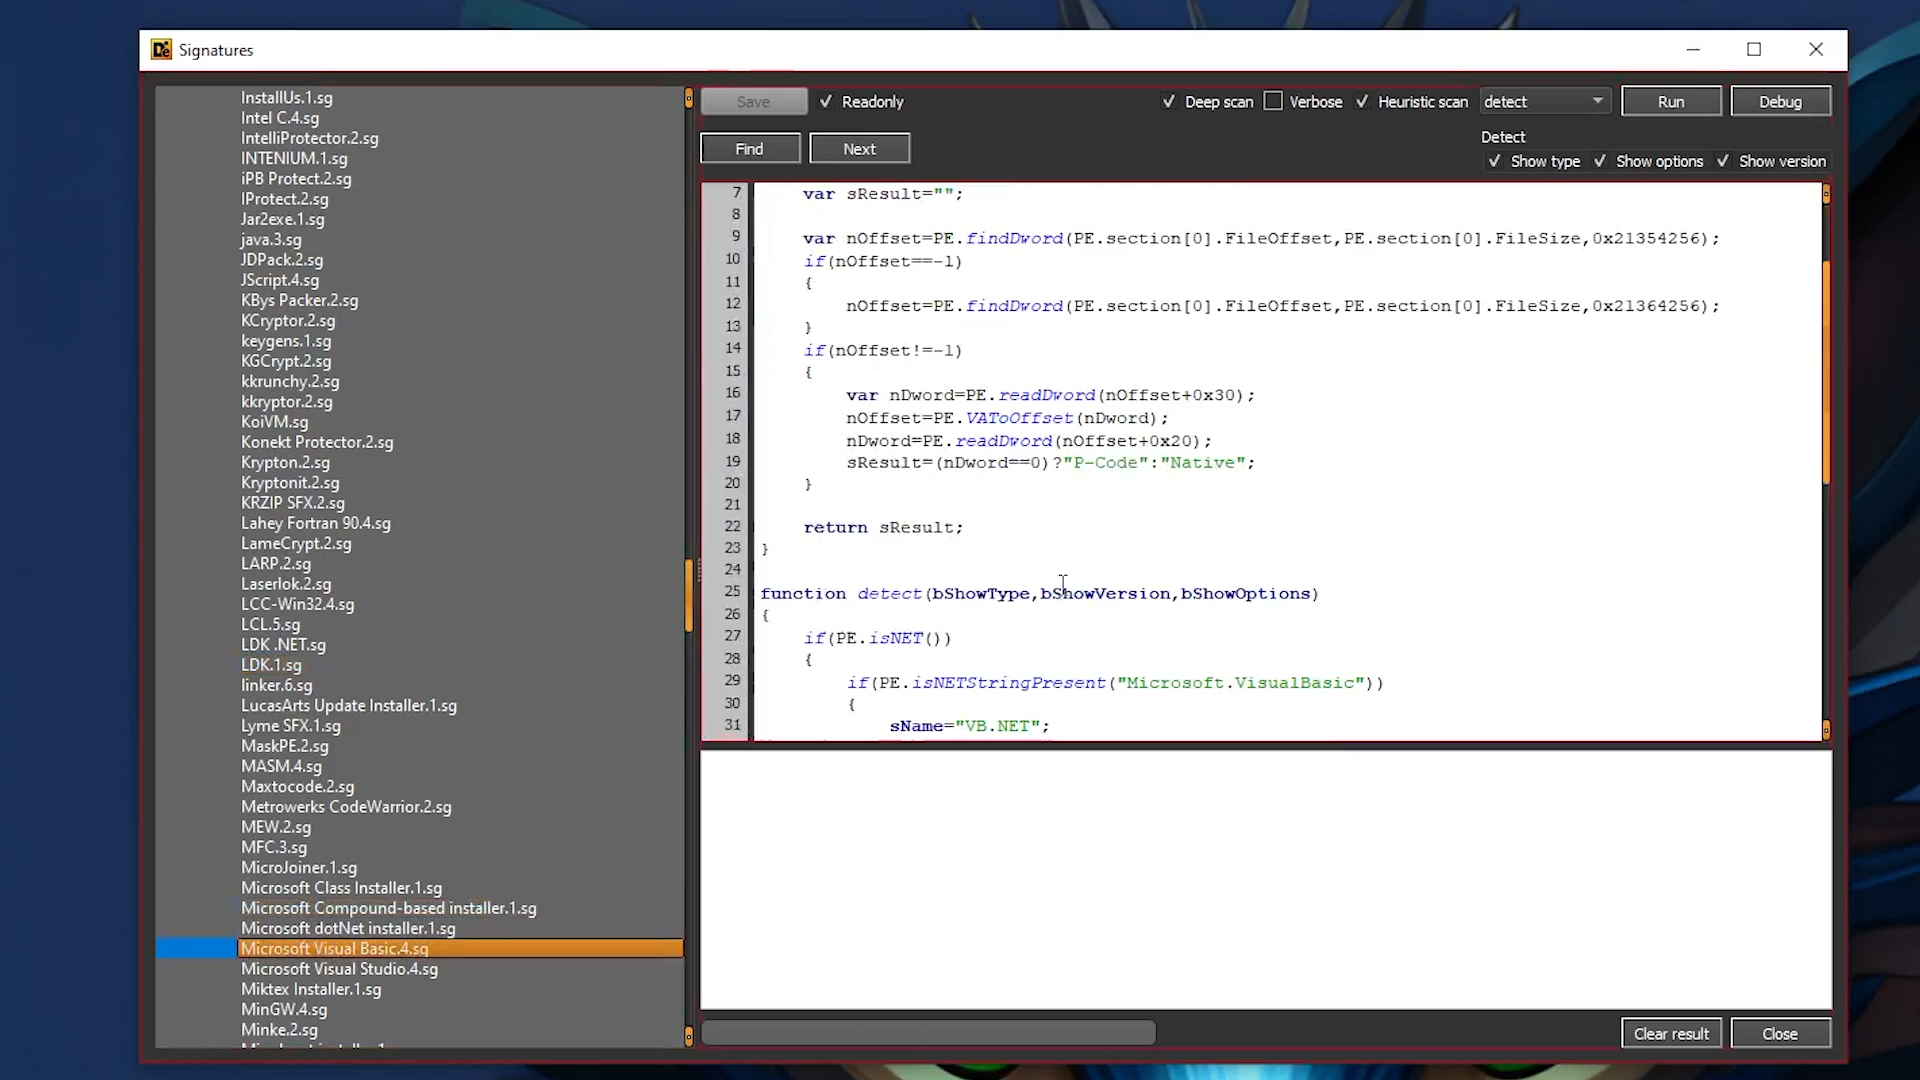 Signatures
InstallUs.1.sg
Intel C.4.sg
IntelliProtector.2.sg
INTENIUM.1.sg
iPB Protect.2.sg
IProtect.2.sg
Jar2exe.1.sg
java.3.sg
JDPack.2.sg
JScript.4.sg
KBys Packer.2.sg
KCryptor.2.sg
keygens.1.sg
KGCrypt.2.sg
kkrunchy.2.sg
kkryptor.2.sg
KoiVM.sg
Konekt Protector.2.sg
Krypton.2.sg
Kryptonit.2.sg
KRZIP SFX.2.sg
Lahey Fortran 90.4.sg
LameCrypt.2.sg
LARP.2.sg
Laserlok.2.sg
LCC-Win32.4.sg
LCL.5.sg
LDK .NET.sg
LDK.1.sg
linker.6.sg
LucasArts Update Installer.1.sg
Lyme SFX.1.sg
MaskPE.2.sg
MASM.4.sg
Maxtocode.2.sg
Metrowerks CodeWarrior.2.sg
MEW.2.sg
MFC.3.sg
MicroJoiner.1.sg
Microsoft Class Installer.1.sg
Microsoft Compound-based installer.1.sg
Microsoft dotNet installer.1.sg
Microsoft Visual Basic.4.sg
Microsoft Visual Studio.4.sg
Miktex Installer.1.sg
MinGW.4.sg
Minke.2.sg
Save Readonly Deep scan Verbose Heuristic scan detect Run Debug
Find Next Detect
Show type Show options Show version
7 var sResult="";
8
9 var nOffset=PE.findDword(PE.section[0].FileOffset,PE.section[0].FileSize,0x21354256);
10 if(nOffset==-1)
11 {
12 nOffset=PE.findDword(PE.section[0].FileOffset,PE.section[0].FileSize,0x21364256);
13 }
14 if(nOffset!=-1)
15 {
16 var nDword=PE.readDword(nOffset+0x30);
17 nOffset=PE.VAToOffset(nDword);
18 nDword=PE.readDword(nOffset+0x20);
19 sResult=(nDword==0)?"P-Code":"Native";
20 }
21
22 return sResult;
23 }
24
25 function detect(bShowType,bShowVersion,bShowOptions)
26 {
27 if(PE.isNET())
28 {
29 if(PE.isNETStringPresent("Microsoft.VisualBasic"))
30 {
31 sName="VB.NET";
Clear result Close